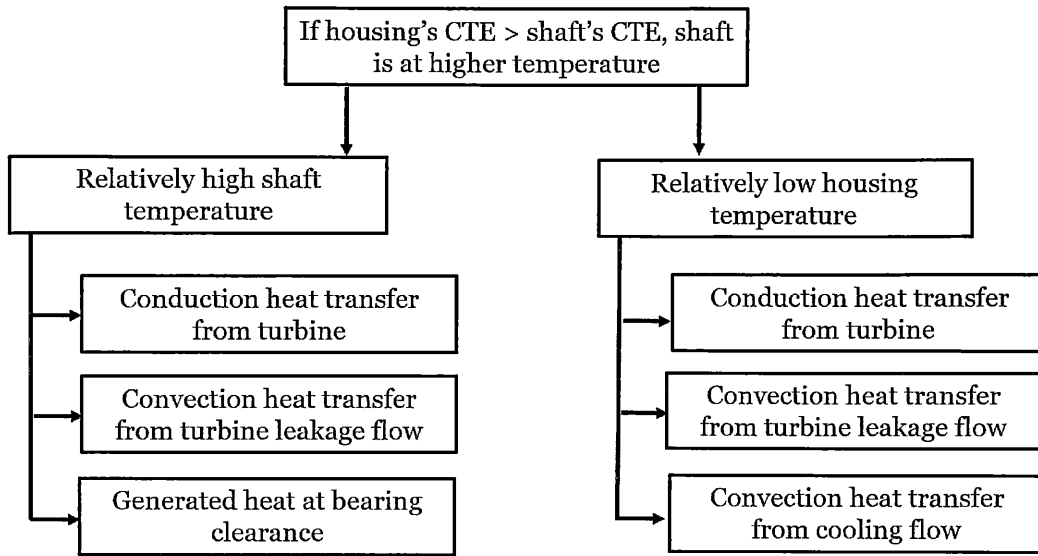 If housing's CTE > shaft's CTE, shaft
is at higher temperature
Relatively high shaft
temperature
Conduction heat transfer
from turbine
Convection heat transfer
from turbine leakage flow
Generated heat at bearing
clearance
Relatively low housing
temperature
Conduction heat transfer
from turbine
Convection heat transfer
from turbine leakage flow
Convection heat transfer
from cooling flow